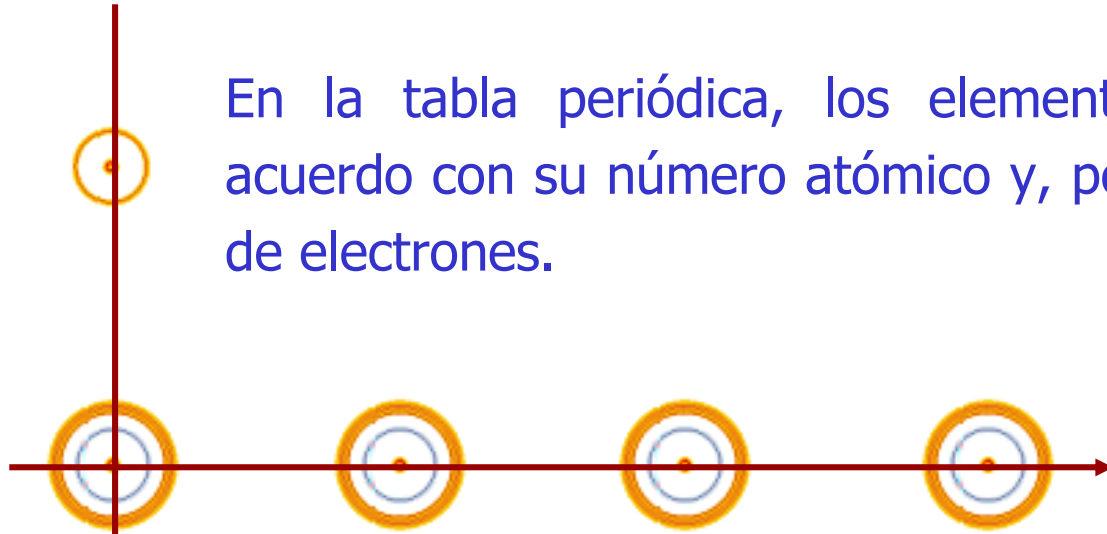 En la tabla periódica, los element
acuerdo con su número atómico y, p
de electrones.